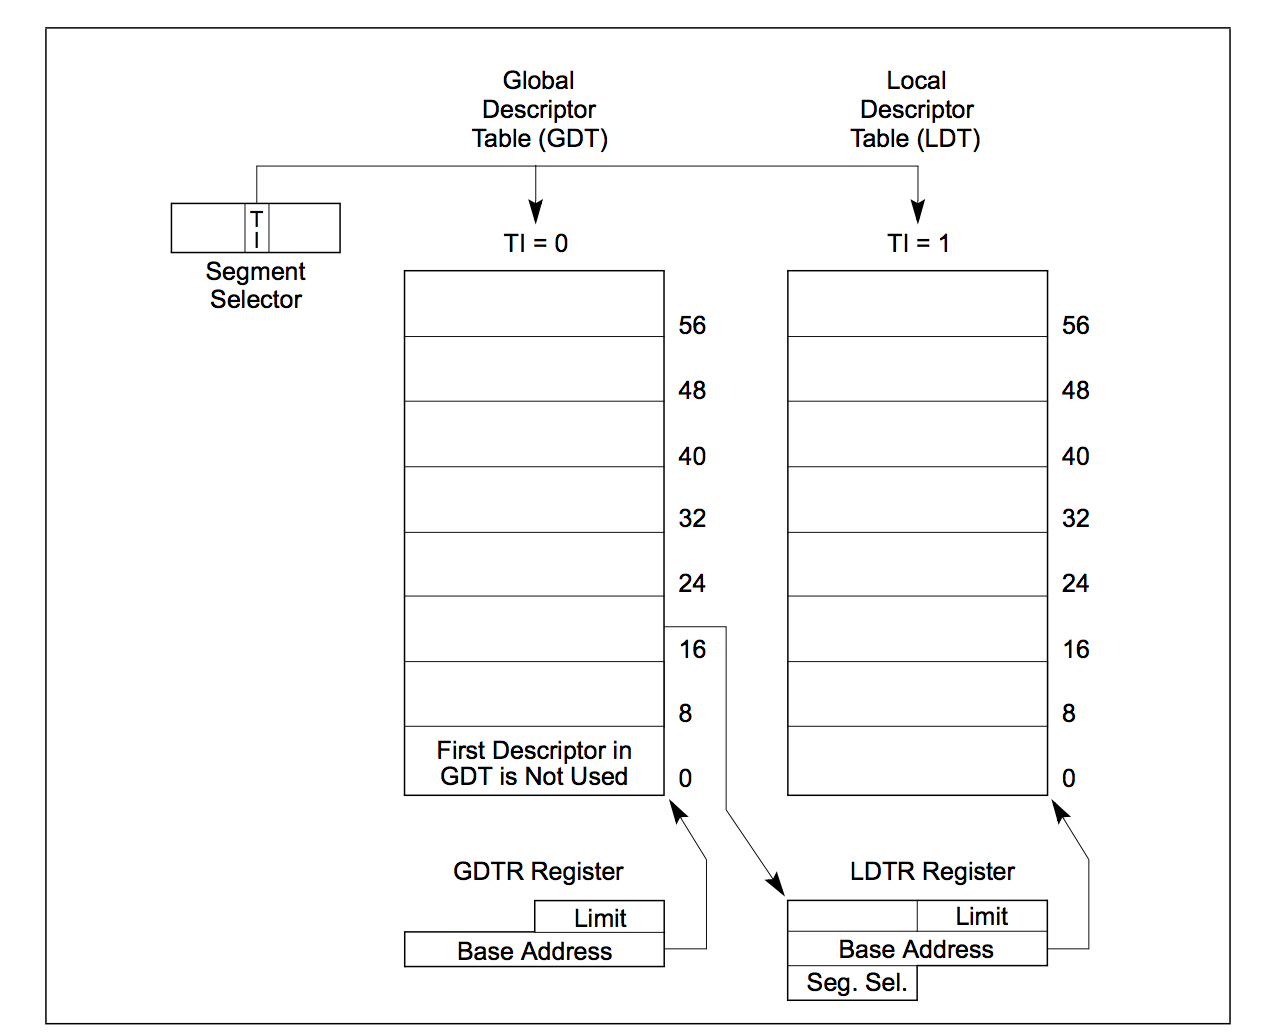 Global
Descriptor
Table (GDT)
Local
Descriptor
Table (LDT)
T
I
Segment
Selector
TI = 0
TI = 1
56
48
40
32
24
16
8
First Descriptor in
GDT is Not Used
0
56
48
40
32
24
16
8
0
GDTR Register
Limit
Base Address
LDTR Register
Limit
Base Address
Seg. Sel.